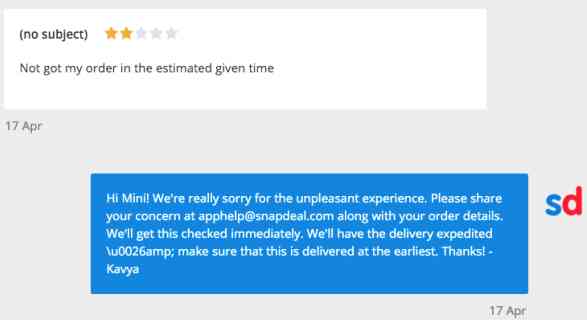 (no subject)
Not got my order in the estimated given time
17 Apr
Hi Mini! We're really sorry for the unpleasant experience. Please share
your concern at apphelp@snapdeal.com along with your order details.
We'll get this checked immediately. We'll have the delivery expedited
\u0026amp; make sure that this is delivered at the earliest. Thanks! -
Kavya
sd
17 Apr